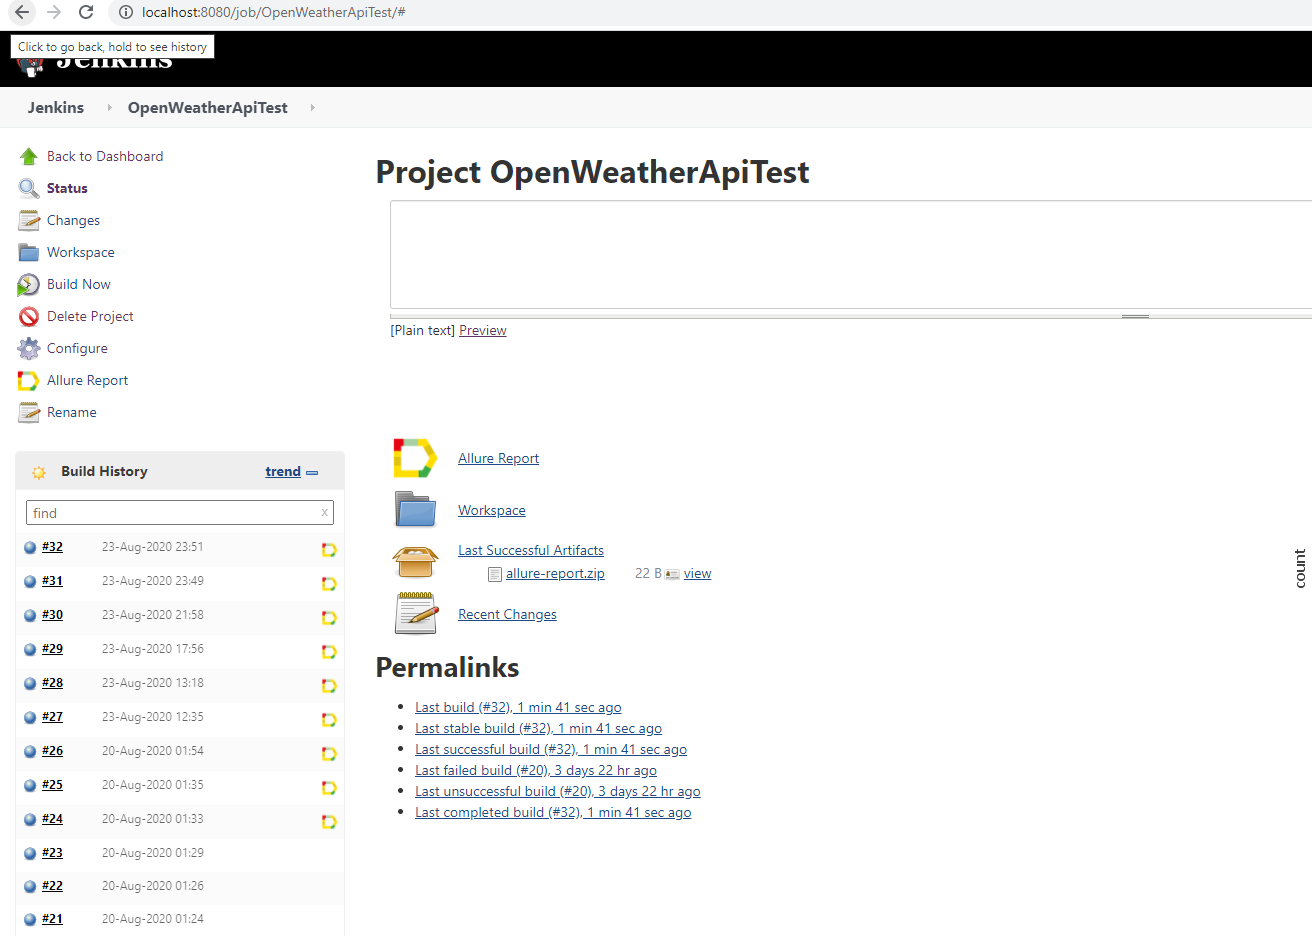 localhost:8080/job/OpenWeatherApiTest/#
Click to go back, hold to see history
Jenkins
Jenkins OpenWeatherApiTest
Back to Dashboard
Status
Changes
Workspace
Build Now
Delete Project
Configure
Allure Report
Rename
Build History trend
find x
#32 23-Aug-2020 23:51
#31 23-Aug-2020 23:49
#30 23-Aug-2020 21:58
#29 23-Aug-2020 17:56
#28 23-Aug-2020 13:18
#27 23-Aug-2020 12:35
#26 20-Aug-2020 01:54
#25 20-Aug-2020 01:35
#24 20-Aug-2020 01:33
#23 20-Aug-2020 01:29
#22 20-Aug-2020 01:26
#21 20-Aug-2020 01:24
Project OpenWeatherApiTest
[Plain text] Preview
Allure Report
Workspace
Last Successful Artifacts
allure-report.zip 22 B view
Recent Changes
Permalinks
Last build (#32), 1 min 41 sec ago
Last stable build (#32), 1 min 41 sec ago
Last successful build (#32), 1 min 41 sec ago
Last failed build (#20), 3 days 22 hr ago
Last unsuccessful build (#20), 3 days 22 hr ago
Last completed build (#32), 1 min 41 sec ago
count